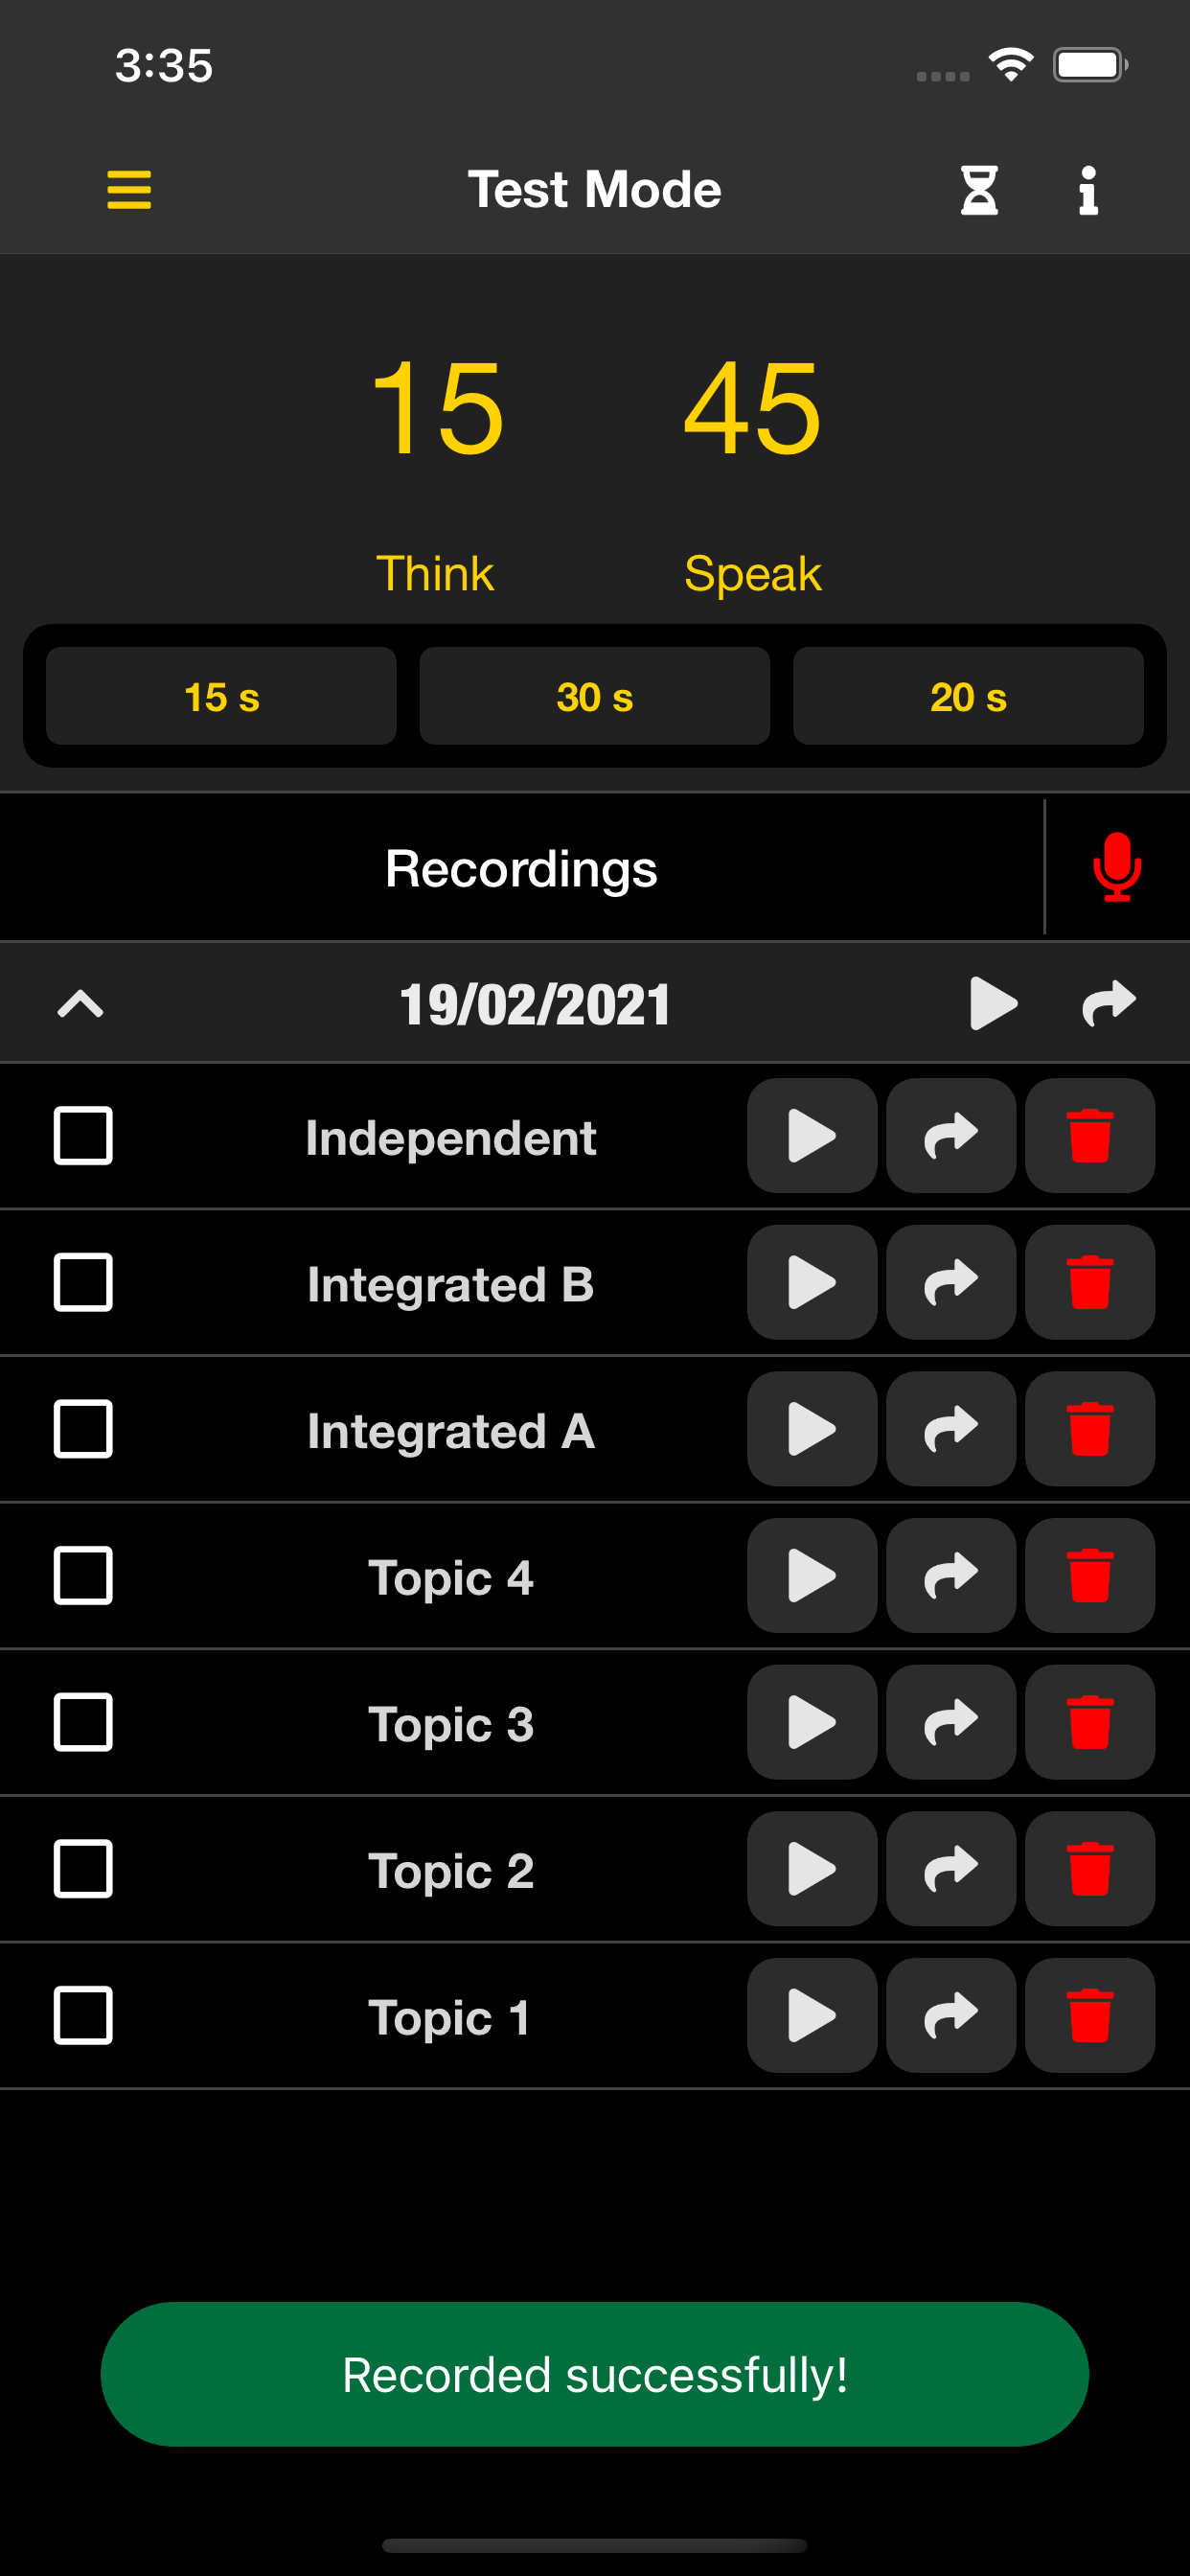 3:35
Test Mode
15 45
Think Speak
15 s 30 s 20 s
Recordings
19/02/2021
Independent
Integrated B
Integrated A
Topic 4
Topic 3
Topic 2
Topic 1
Recorded successfully!